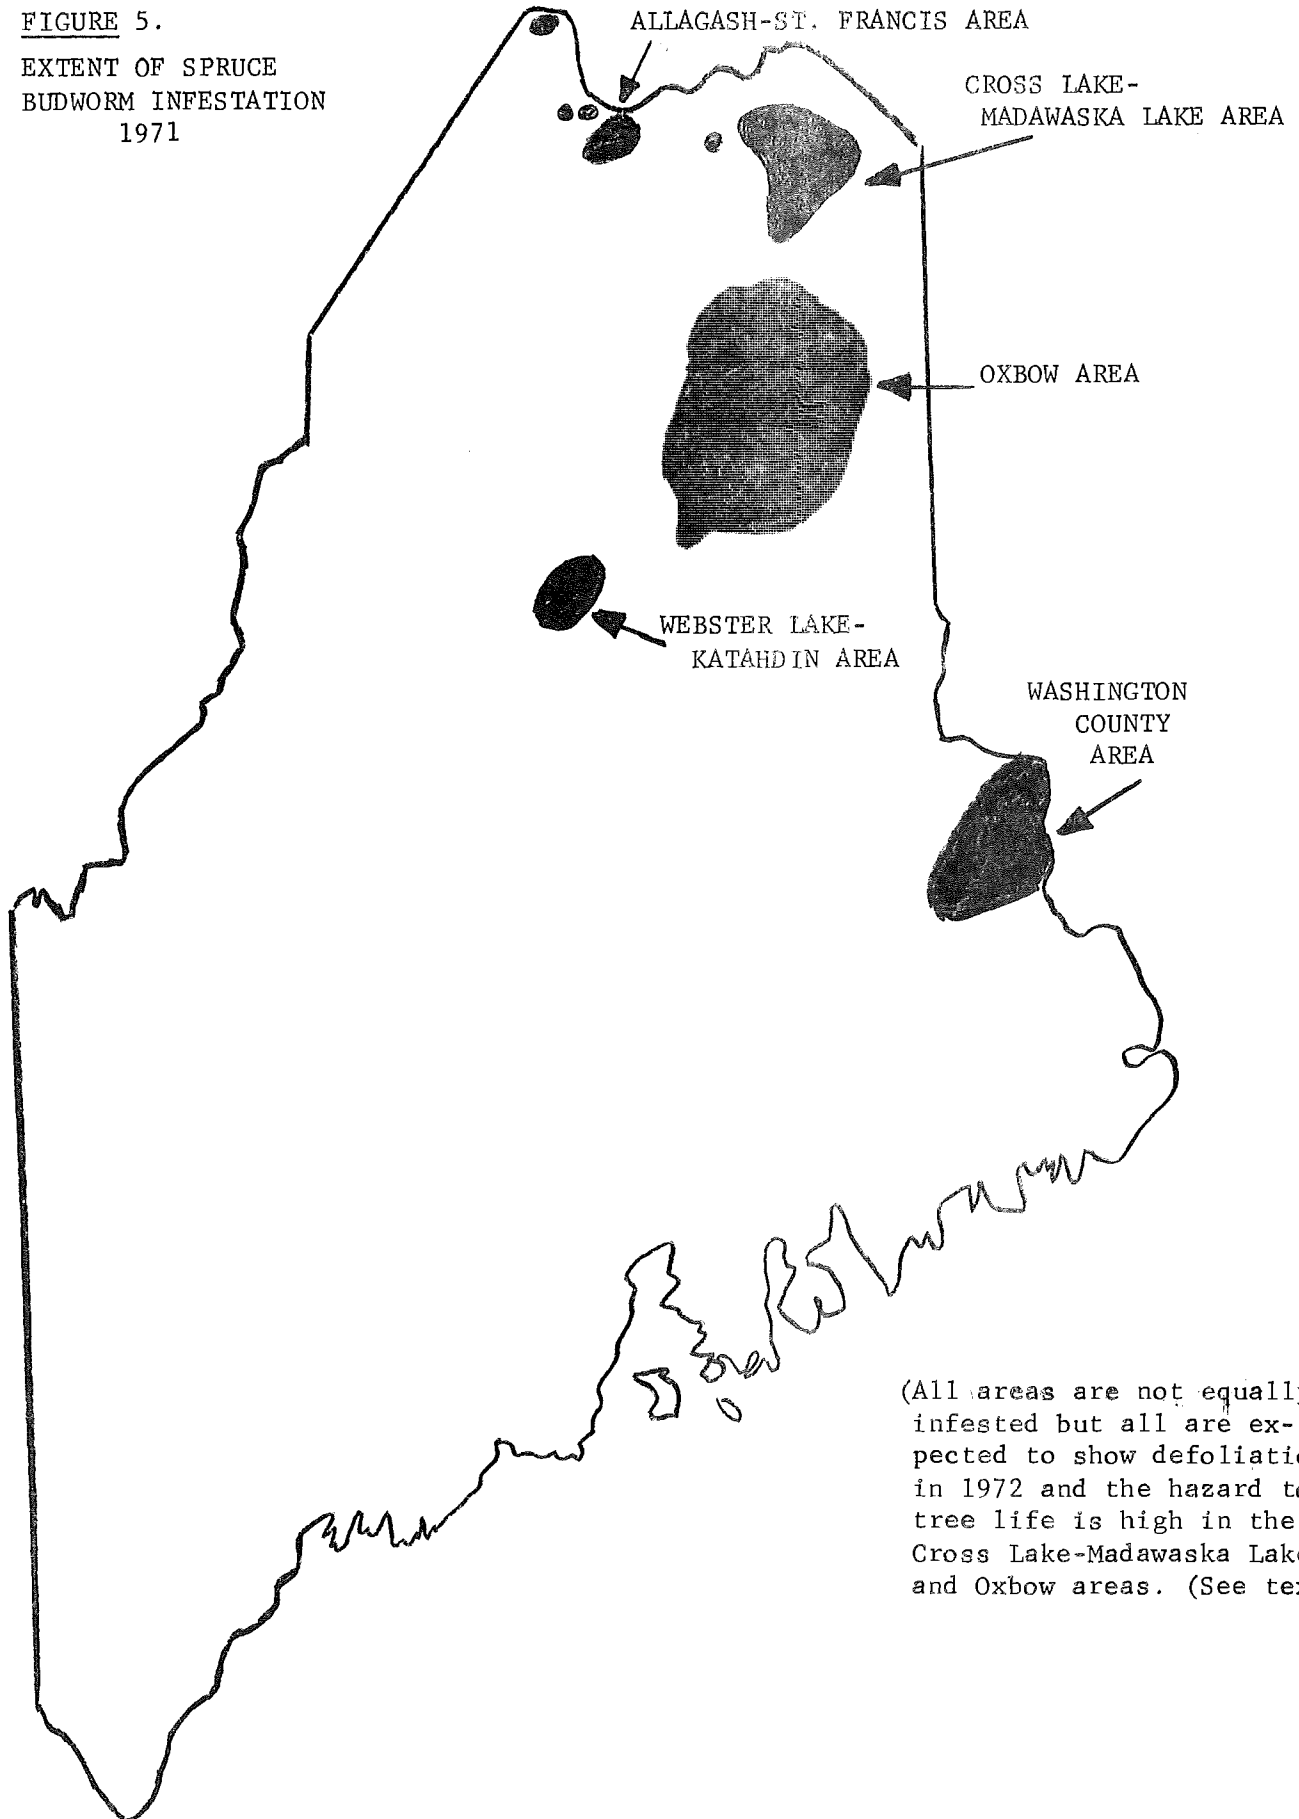 FIGURE 5.
EXTENT OF SPRUCE
BUDWORM INFESTATION
1971
ALLAGASH-ST. FRANCIS AREA
CROSS LAKE-
MADAWASKA LAKE AREA
OXBOW AREA
WEBSTER LAKE-
KATAHDIN AREA
WASHINGTON
COUNTY
AREA
(All areas are not equally
infested but all are ex-
pected to show defoliatio
in 1972 and the hazard to
tree life is high in the
Cross Lake-Madawaska Lake
and Oxbow areas. (See tex